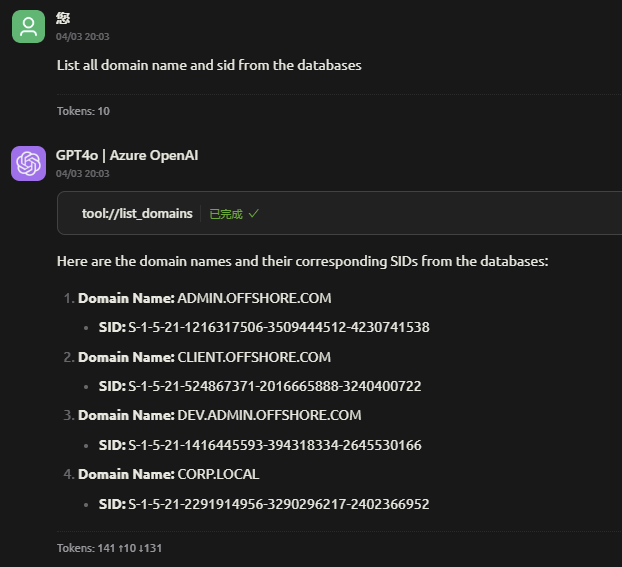 您
04/03 20:03
List all domain name and sid from the databases
Tokens: 10
GPT4o | Azure OpenAI
04/03 20:03
tool://list_domains 已完成
Here are the domain names and their corresponding SIDs from the databases:
1. Domain Name: ADMIN.OFFSHORE.COM
• SID: S-1-5-21-1216317506-3509444512-4230741538
2. Domain Name: CLIENT.OFFSHORE.COM
• SID: S-1-5-21-524867371-2016665888-3240400722
3. Domain Name: DEV.ADMIN.OFFSHORE.COM
• SID: S-1-5-21-1416445593-394318334-2645530166
4. Domain Name: CORP.LOCAL
• SID: S-1-5-21-2291914956-3290296217-2402366952
Tokens: 141 ↑10 ↓131